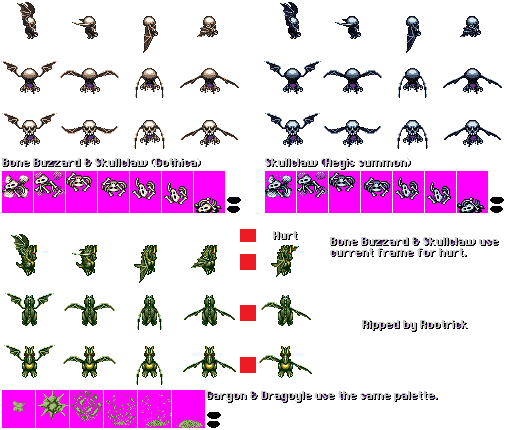 Bone Buzzard & Skullclaw (Gothica)
Skullclaw (Aegis summon)
Hurt
Bone Buzzard & Skullclaw use
current frame for hurt.
Ripped by Rootrick
Gargon & Dragoyle use the same palette.